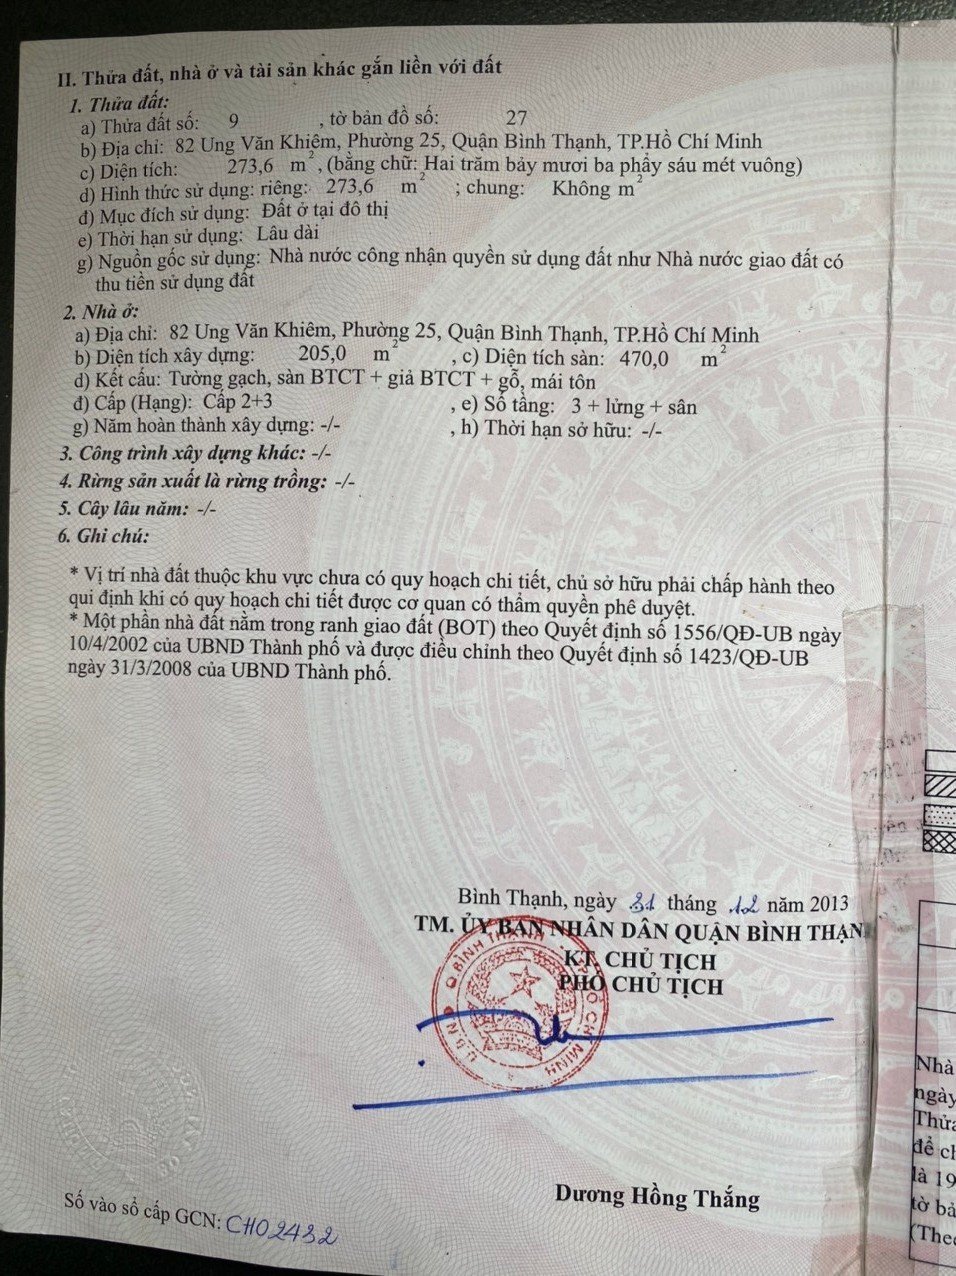 II. Thửa đất, nhà ở và tài sản khác gắn liền với đất
1. Thửa đất:
a) Thửa đất số: 9 , tờ bản đồ số: 27
b) Địa chỉ: 82 Ung Văn Khiêm, Phường 25, Quận Bình Thạnh, TP.Hồ Chí Minh
c) Diện tích: 273,6 m², (bằng chữ: Hai trăm bảy mươi ba phẩy sáu mét vuông)
d) Hình thức sử dụng: riêng: 273,6 m² ; chung: Không m²
đ) Mục đích sử dụng: Đất ở tại đô thị
e) Thời hạn sử dụng: Lâu dài
g) Nguồn gốc sử dụng: Nhà nước công nhận quyền sử dụng đất như Nhà nước giao đất có
thu tiền sử dụng đất
2. Nhà ở:
a) Địa chỉ: 82 Ung Văn Khiêm, Phường 25, Quận Bình Thạnh, TP.Hồ Chí Minh
b) Diện tích xây dựng: 205,0 m² , c) Diện tích sàn: 470,0 m²
d) Kết cấu: Tường gạch, sàn BTCT + giả BTCT + gỗ, mái tôn
đ) Cấp (Hạng): Cấp 2+3 , e) Số tầng: 3 + lửng + sân
g) Năm hoàn thành xây dựng: -/- , h) Thời hạn sở hữu: -/-
3. Công trình xây dựng khác: -/-
4. Rừng sản xuất là rừng trồng: -/-
5. Cây lâu năm: -/-
6. Ghi chú:
* Vị trí nhà đất thuộc khu vực chưa có quy hoạch chi tiết, chủ sở hữu phải chấp hành theo
qui định khi có quy hoạch chi tiết được cơ quan có thẩm quyền phê duyệt.
* Một phần nhà đất nằm trong ranh giao đất (BOT) theo Quyết định số 1556/QĐ-UB ngày
10/4/2002 của UBND Thành phố và được điều chỉnh theo Quyết định số 1423/QĐ-UB
ngày 31/3/2008 của UBND Thành phố.
Bình Thạnh, ngày 31 tháng 12 năm 2013
TM. ỦY BAN NHÂN DÂN QUẬN BÌNH THẠN
KT. CHỦ TỊCH
PHÓ CHỦ TỊCH
U.B.N.D Q.BÌNH THẠNH T.P HỒ CHÍ MINH
Dương Hồng Thắng
Số vào sổ cấp GCN: CH02432
Nhà
ngày
Thửa
để ch
là 19
tờ bả
(Theo